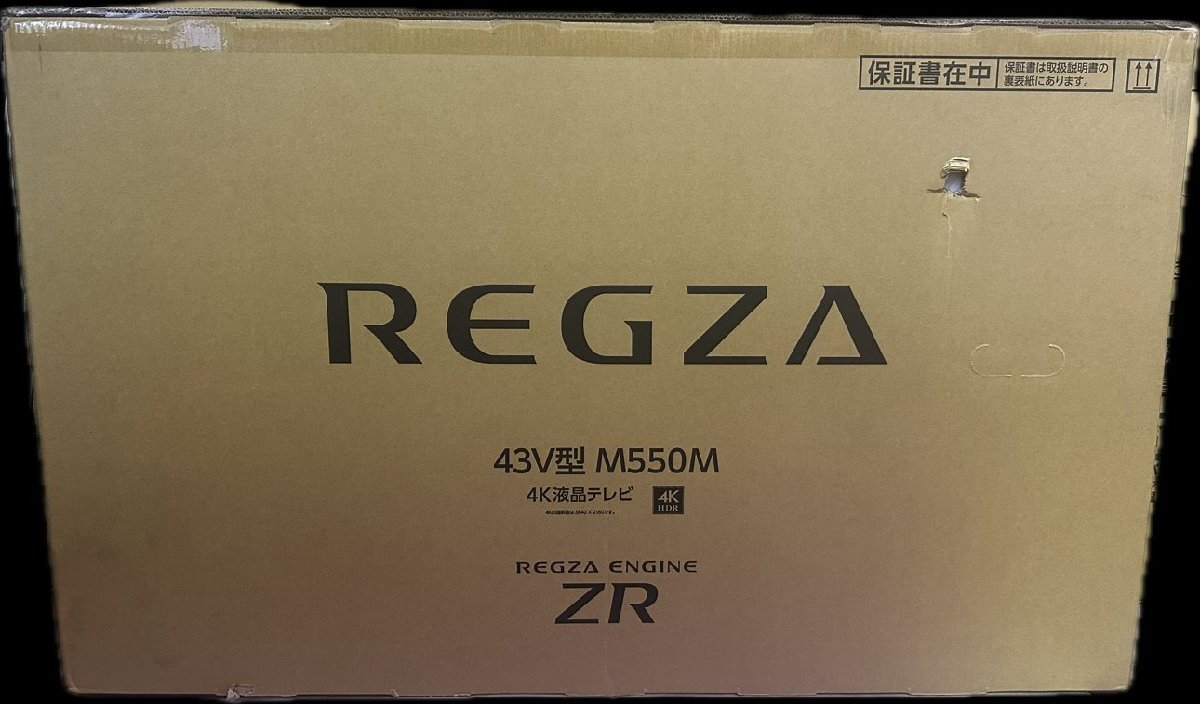 保証書在中
保証書は取扱説明書の
裏表紙にあります。
REGZA
43V型 M550M
4K液晶テレビ
4K
HDR
REGZA ENGINE
ZR